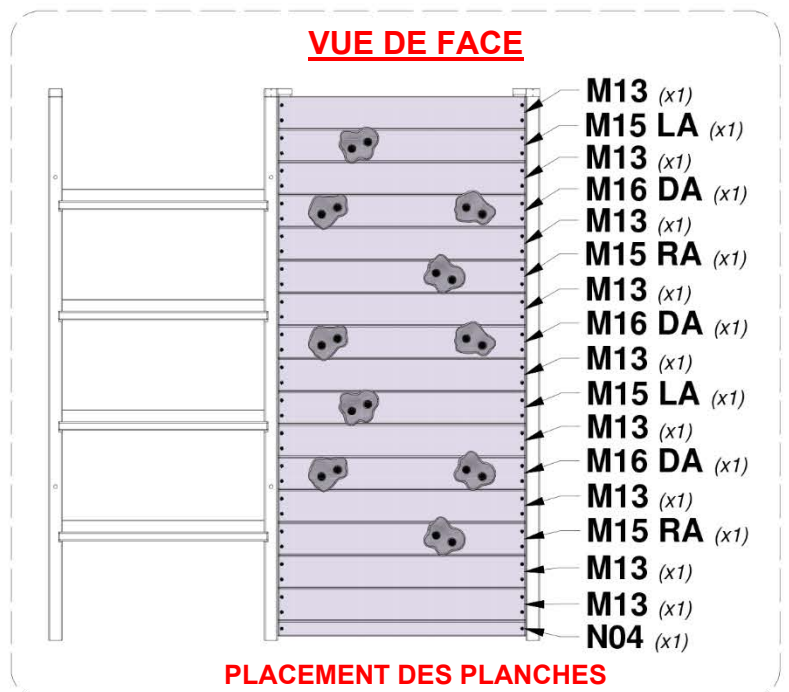 VUE DE FACE
M13 (x1)
M15 LA (x1)
M13 (x1)
M16 DA (x1)
M13 (x1)
M15 RA (x1)
M13 (x1)
M16 DA (x1)
M13 (x1)
M15 LA (x1)
M13 (x1)
M16 DA (x1)
M13 (x1)
M15 RA (x1)
M13 (x1)
M13 (x1)
N04 (x1)
PLACEMENT DES PLANCHES